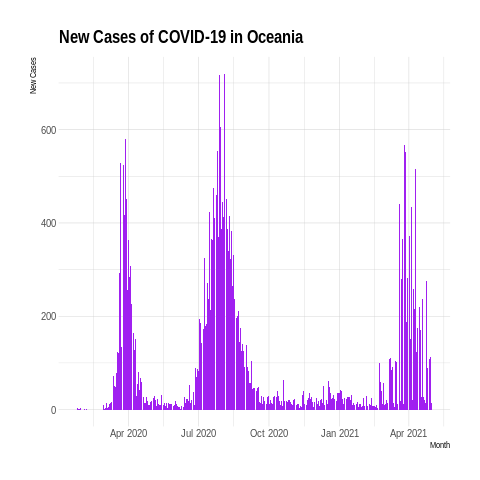 New Cases of COVID-19 in Oceania
New Cases
600
400
200
0
Apr 2020 Jul 2020 Oct 2020 Jan 2021 Apr 2021
Month